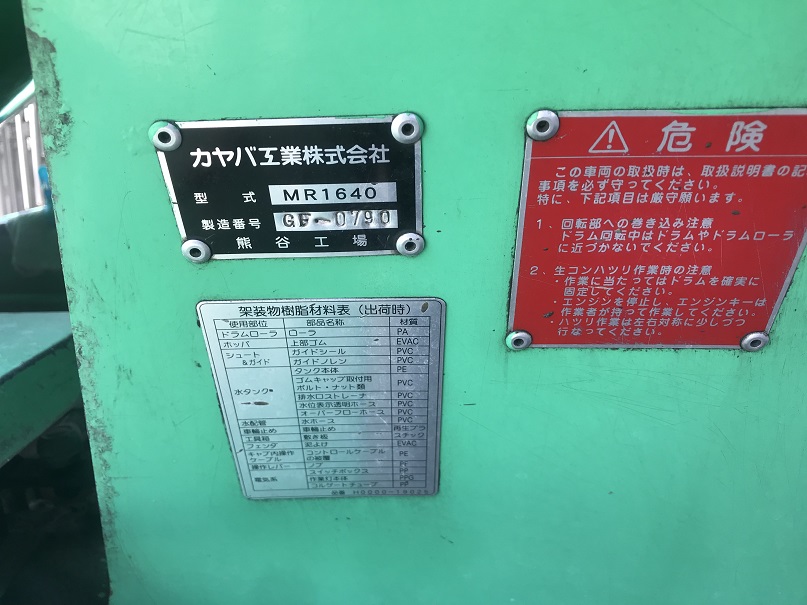 カヤバ工業株式会社
型式 MR1640
製造番号 GF-0790
熊谷工場
危険
この車両の取扱時は、取扱説明書の記
事項を必ず守ってください。
特に、下記項目は厳守願います。
1. 回転部への巻き込み注意
ドラム回転中はドラムやドラムローラ
に近づかないでください。
2. 生コンハツリ作業時の注意
・作業に当たってはドラムを確実に
固定してください。
・エンジンを停止し、エンジンキーは
作業者が持って作業してください。
・ハツリ作業は左右対称に少しづつ
行なってください。
架装物樹脂材料表(出荷時)
使用部位 部品名称 材質
ドラムローラ ローラ PA
ホッパ 上部ゴム EVAC
シュート ガイドシール PVC
&ガイド ガイドノレン PVC
タンク本体 PE
水タンク ゴムキャップ取付用
ボルト・ナット類 PVC
排水口ストレーナ PVC
水位表示透明ホース PVC
オーバーフローホース PVC
水配管 水ホース PVC
車輪止め 車輪止め 再生プラ
工具箱 敷き板
フェンダ 泥よけ EVAC
キャブ内操作
ケーブル コントロールケーブル
の被覆 PE
操作レバー ノブ
電気系 スイッチボックス PP
作業灯本体 PPG
コルゲートチューブ PP
品番